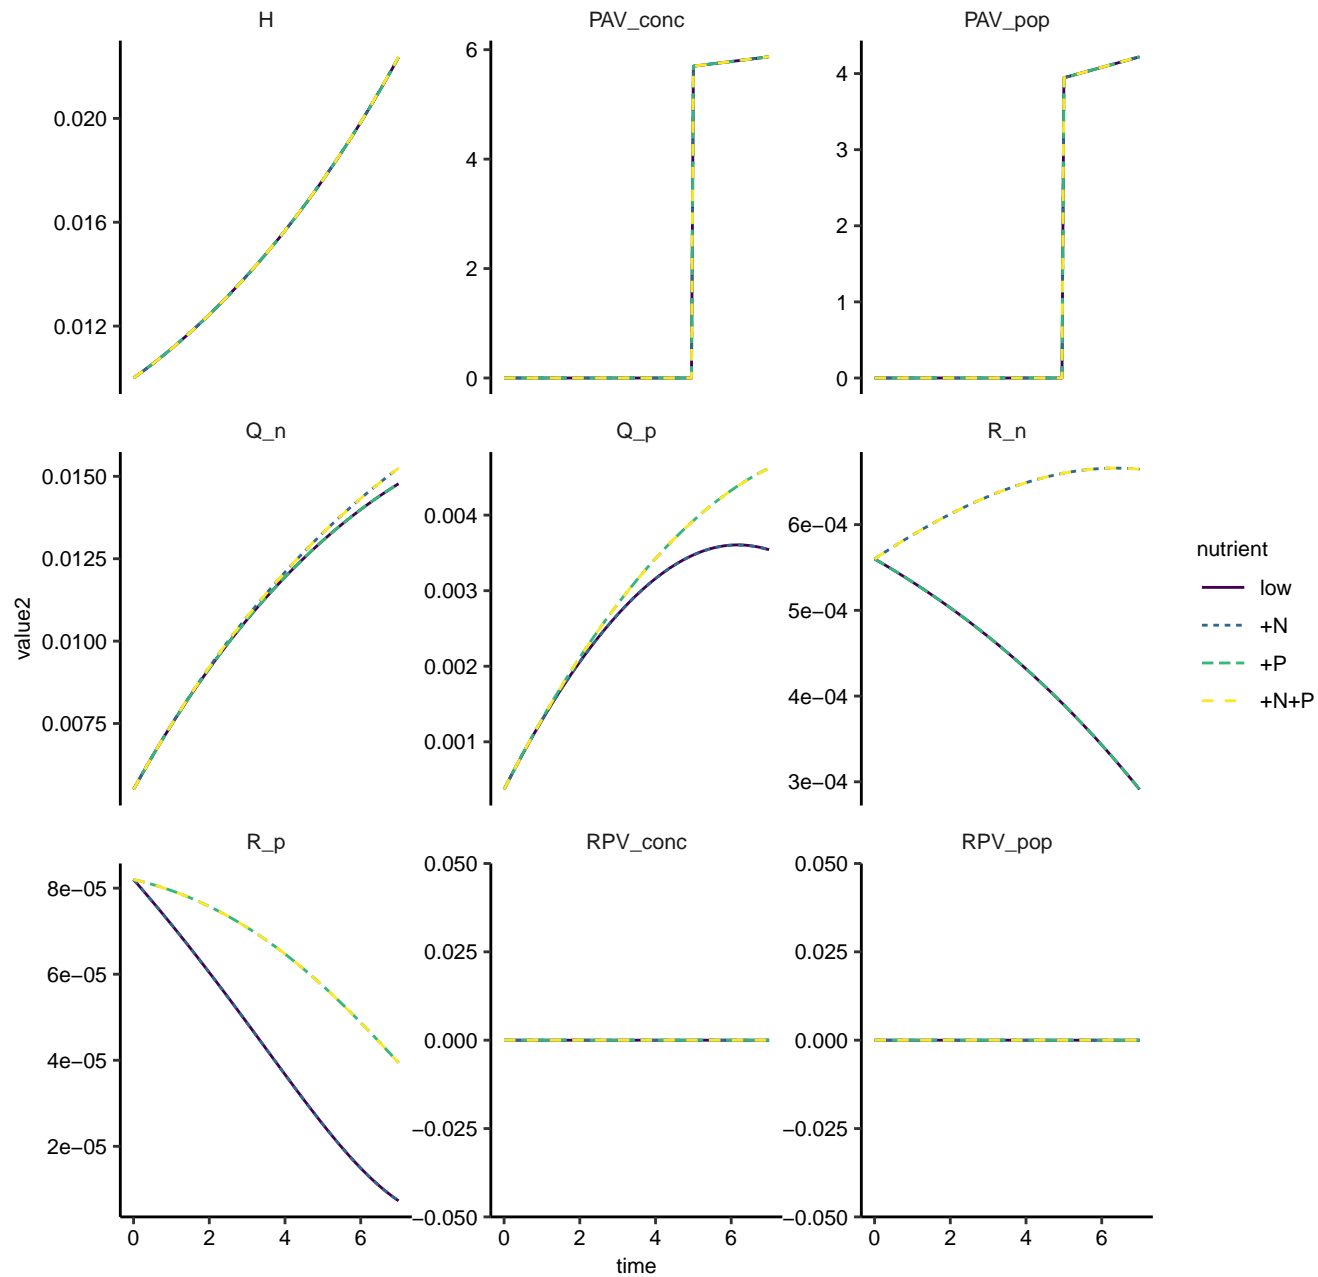 H
PAV_conc
PAV_pop
0.020
0.016
0.012
6
4
2
0
4
3
2
1
0
Q_n
Q_p
R_n
0.0150
0.0125
0.0100
0.0075
0.004
0.003
0.002
0.001
6e−04
5e−04
4e−04
3e−04
value2
nutrient
low
+N
+P
+N+P
R_p
RPV_conc
RPV_pop
8e−05
6e−05
4e−05
2e−05
0.050
0.025
0.000
−0.025
−0.050
0.050
0.025
0.000
−0.025
−0.050
0 2 4 6
0 2 4 6
0 2 4 6
time